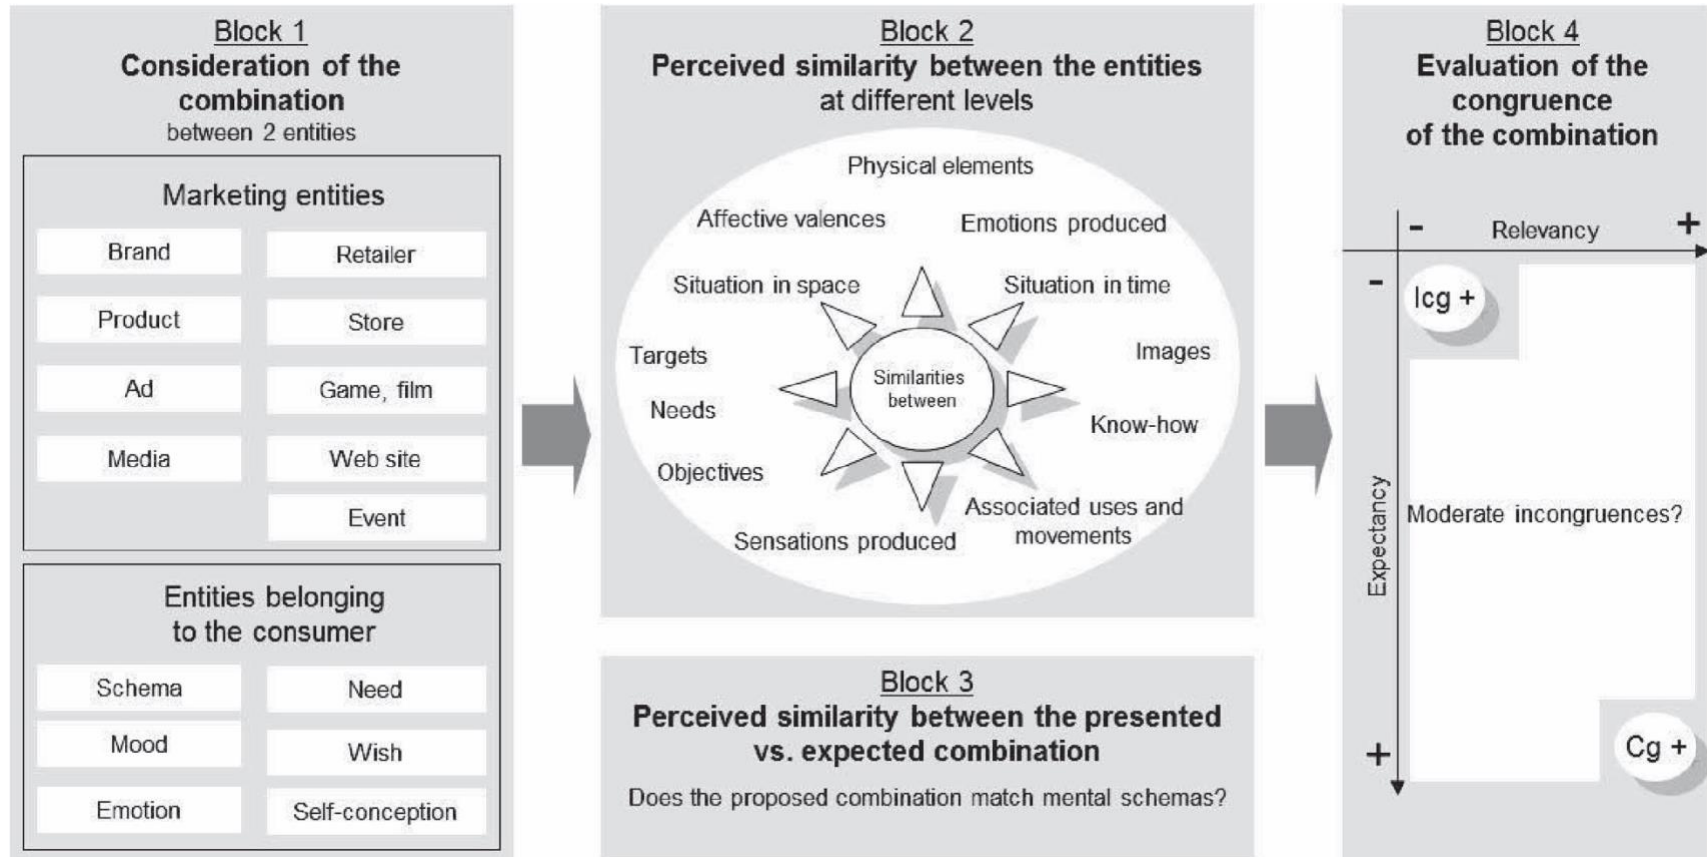 Block 1
Consideration of the
combination
between 2 entities
Marketing entities
Brand
Retailer
Product
Store
Ad
Game, film
Media
Web site
Event
Entities belonging
to the consumer
Schema
Need
Mood
Wish
Emotion
Self-conception
Block 2
Perceived similarity between the entities
at different levels
Physical elements
Affective valences
Emotions produced
Situation in space
Situation in time
Targets
Images
Similarities
between
Needs
Know-how
Objectives
Associated uses and
movements
Sensations produced
Block 3
Perceived similarity between the presented
vs. expected combination
Does the proposed combination match mental schemas?
Block 4
Evaluation of the
congruence
of the combination
- Relevancy +
-
Icg +
Expectancy
Moderate incongruences?
+
Cg +